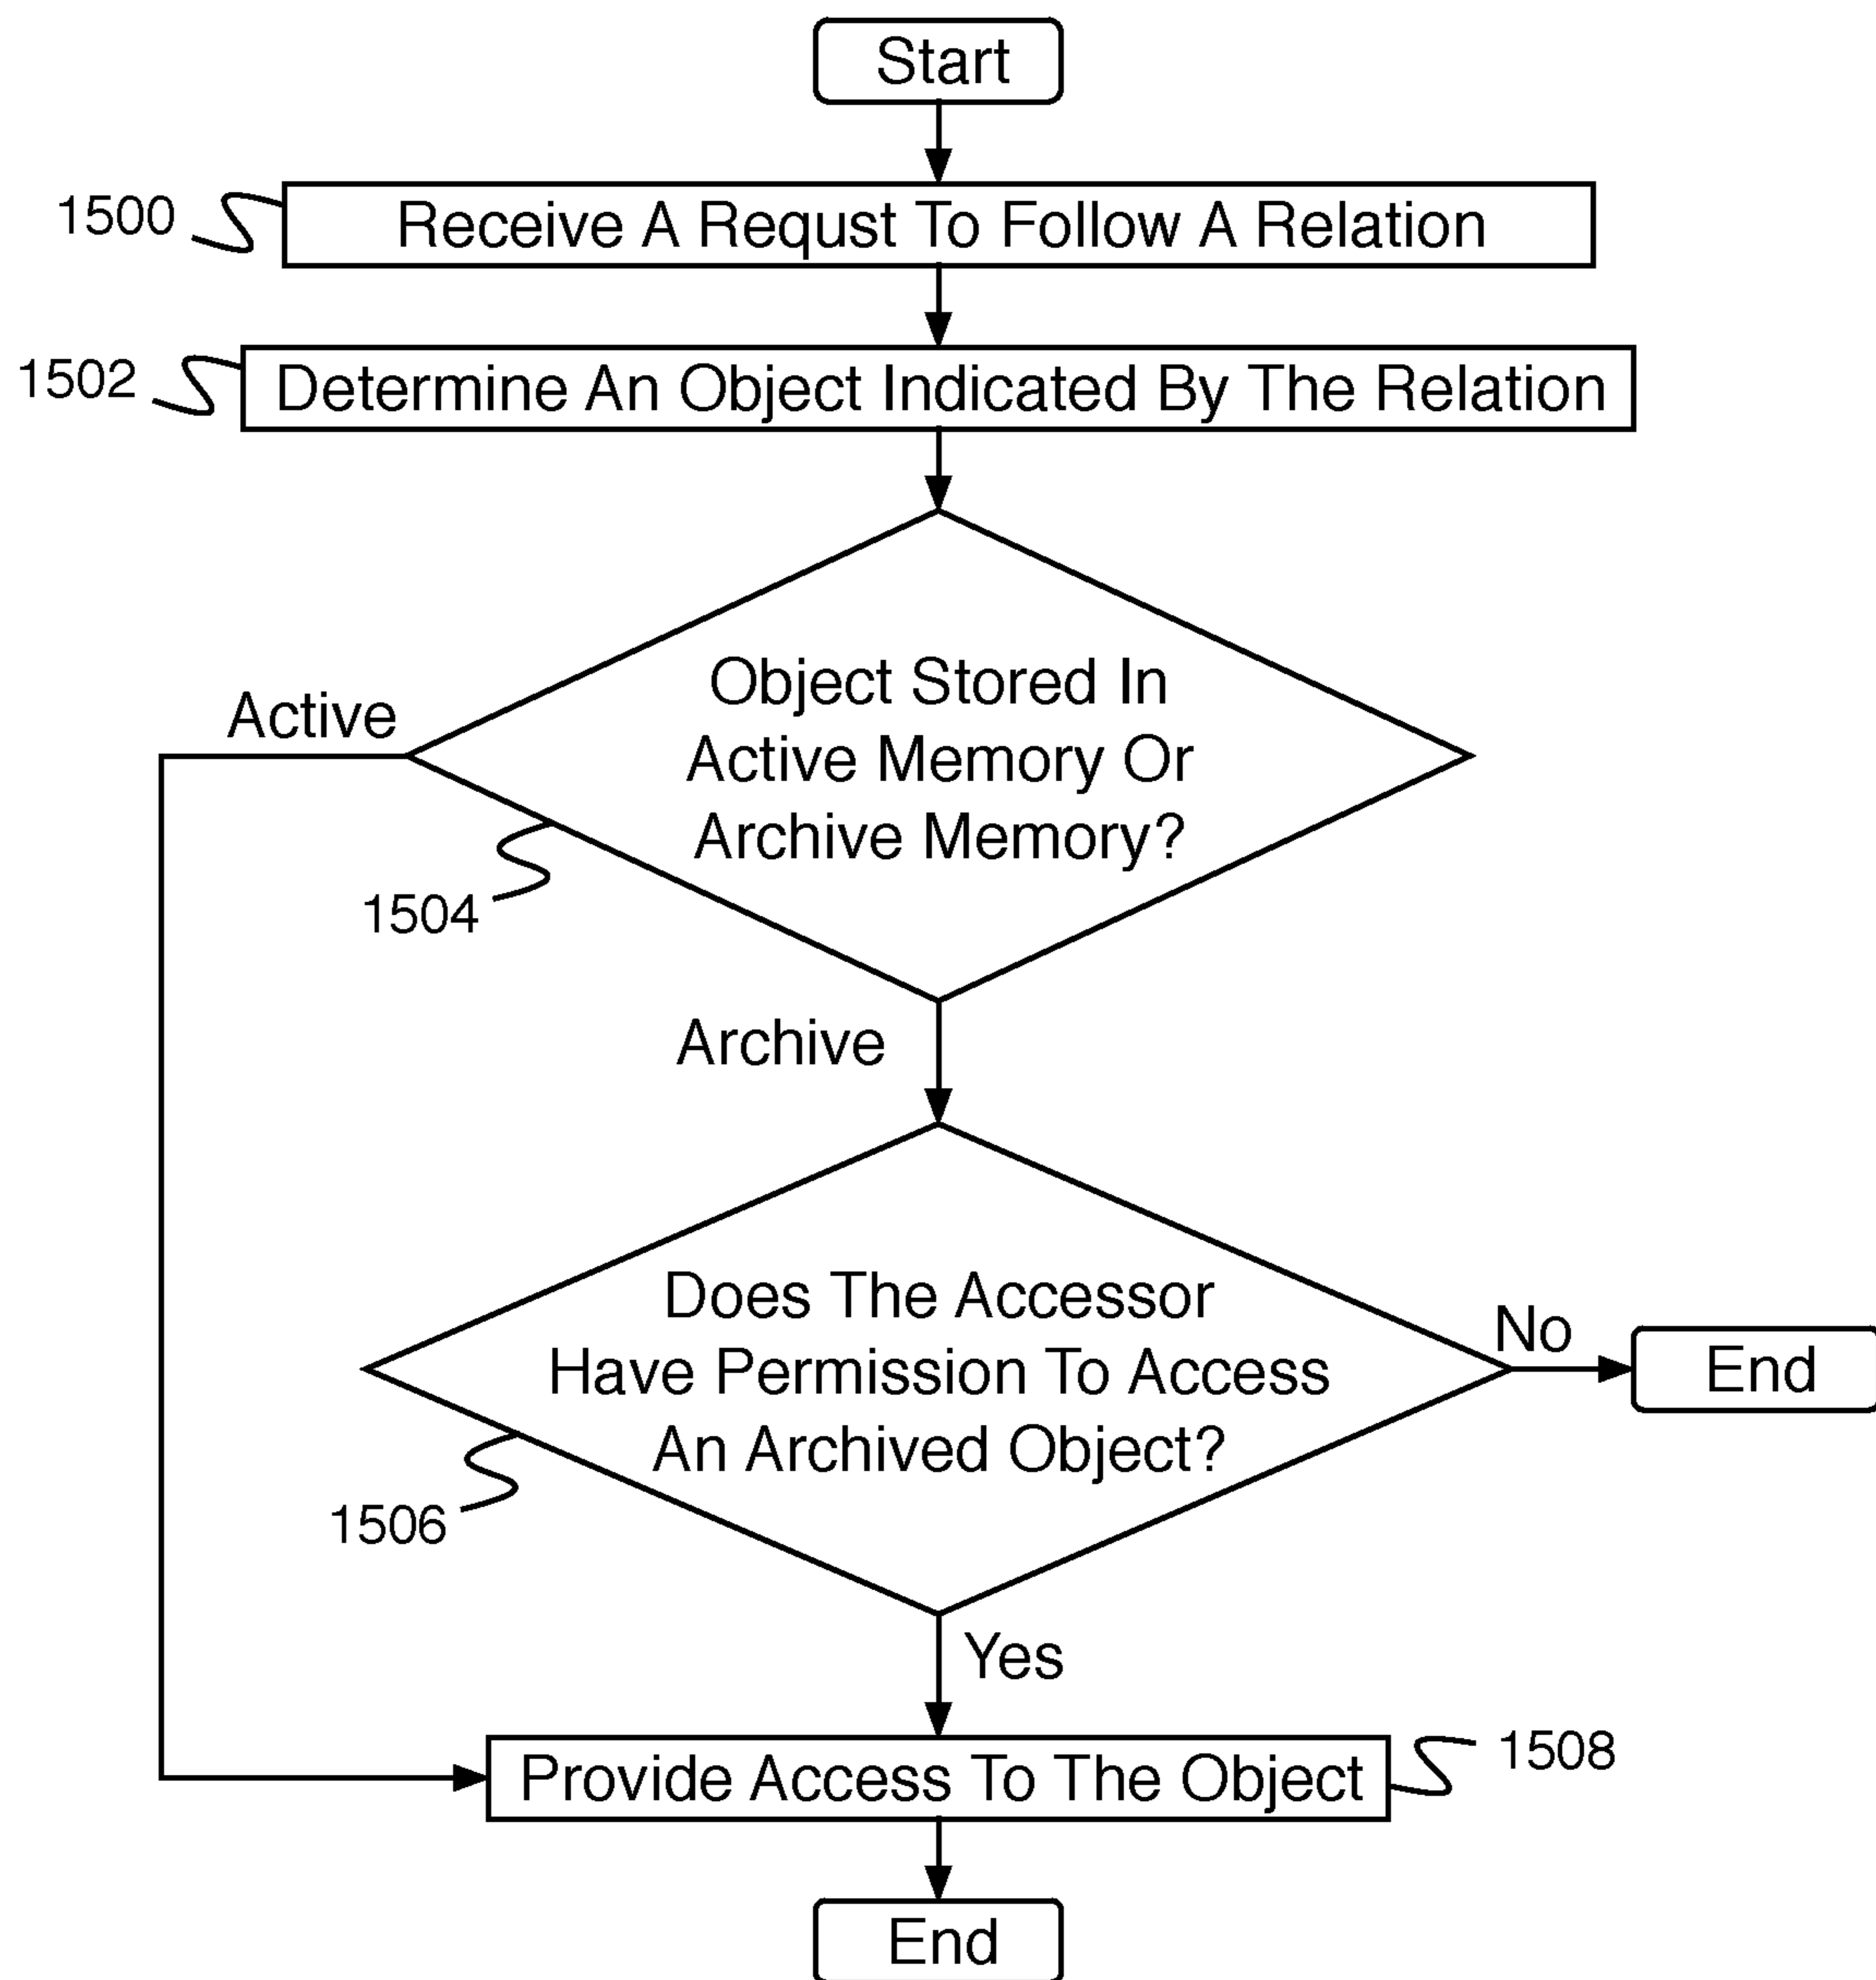 Start
1500
Receive A Requst To Follow A Relation
1502
Determine An Object Indicated By The Relation
Object Stored In
Active Memory Or
Archive Memory?
Active
1504
Archive
Does The Accessor
Have Permission To Access
An Archived Object?
No
End
1506
Yes
Provide Access To The Object
1508
End